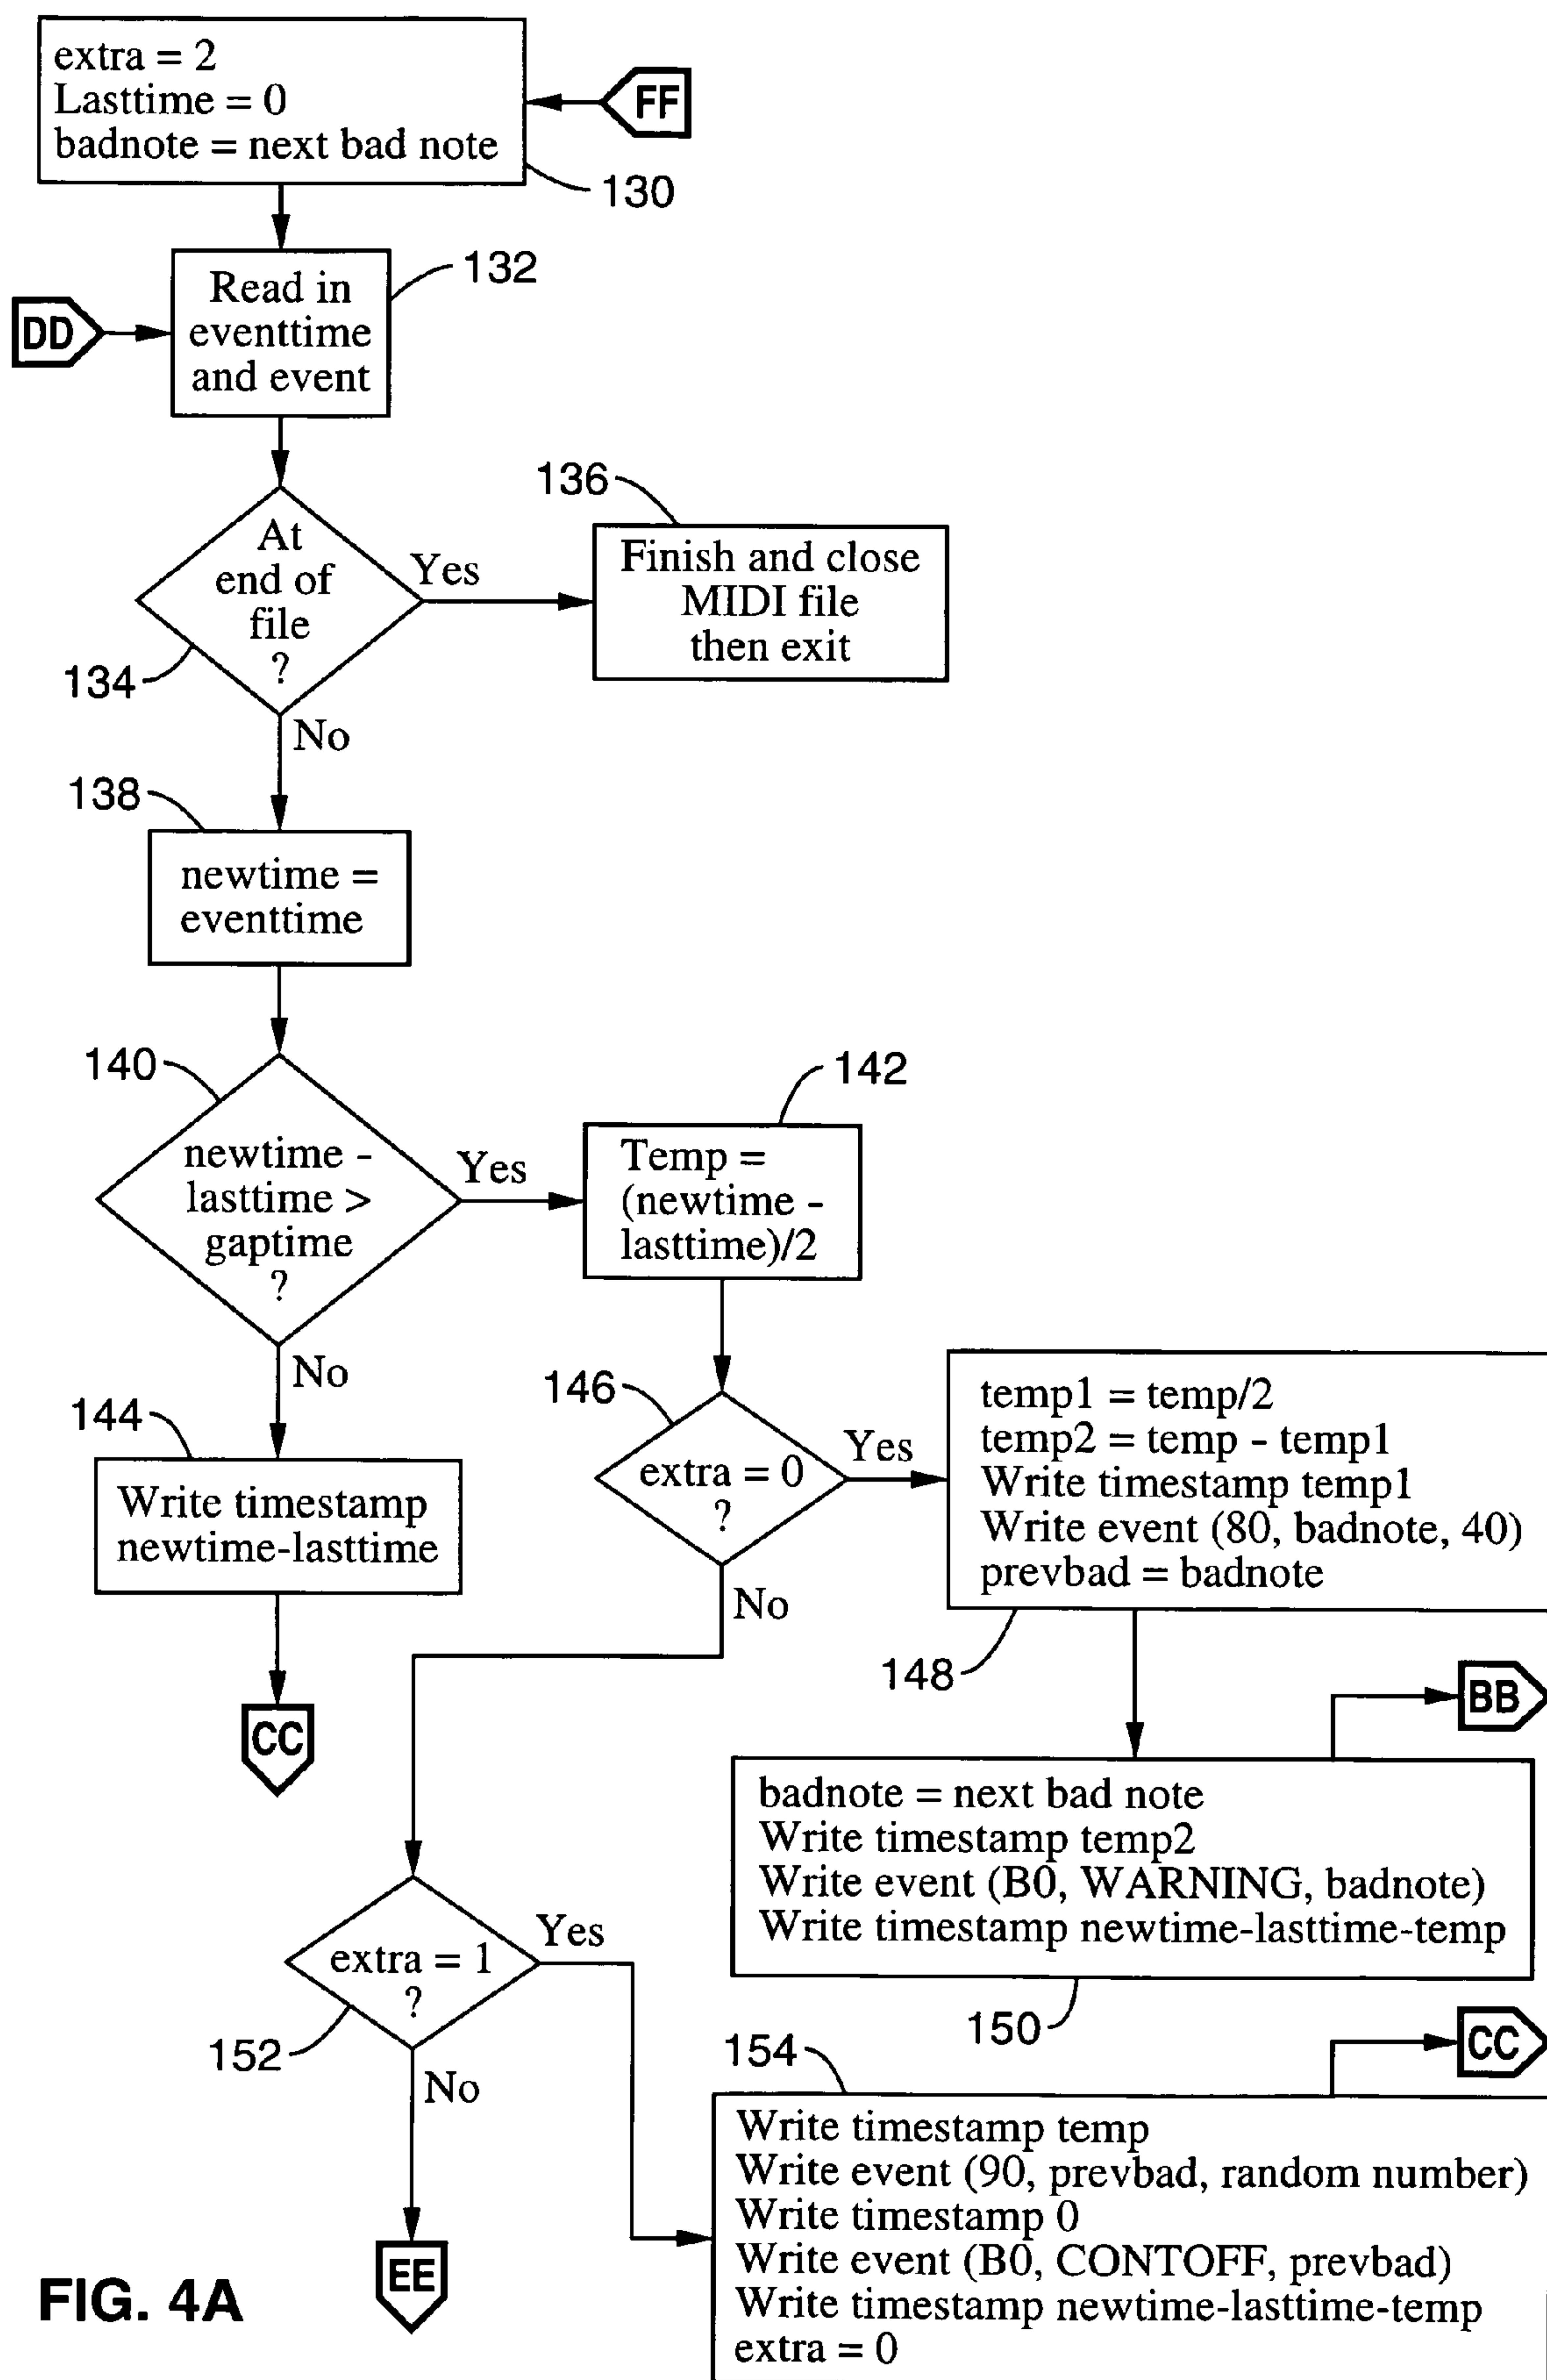 extra = 2
Lasttime = 0
badnote = next bad note
FF
130
132
Read in
eventtime
and event
DD
136
At
end of
file
?
Yes
Finish and close
MIDI file
then exit
134
No
138
newtime =
eventtime
140
142
newtime -
lasttime >
gaptime
?
Yes
Temp =
(newtime -
lasttime)/2
No
144
146
Write timestamp
newtime-lasttime
extra = 0
?
Yes
temp1 = temp/2
temp2 = temp - temp1
Write timestamp temp1
Write event (80, badnote, 40)
prevbad = badnote
No
148
CC
BB
badnote = next bad note
Write timestamp temp2
Write event (B0, WARNING, badnote)
Write timestamp newtime-lasttime-temp
150
extra = 1
?
Yes
152
No
154
CC
Write timestamp temp
Write event (90, prevbad, random number)
Write timestamp 0
Write event (B0, CONTOFF, prevbad)
Write timestamp newtime-lasttime-temp
extra = 0
EE
FIG. 4A